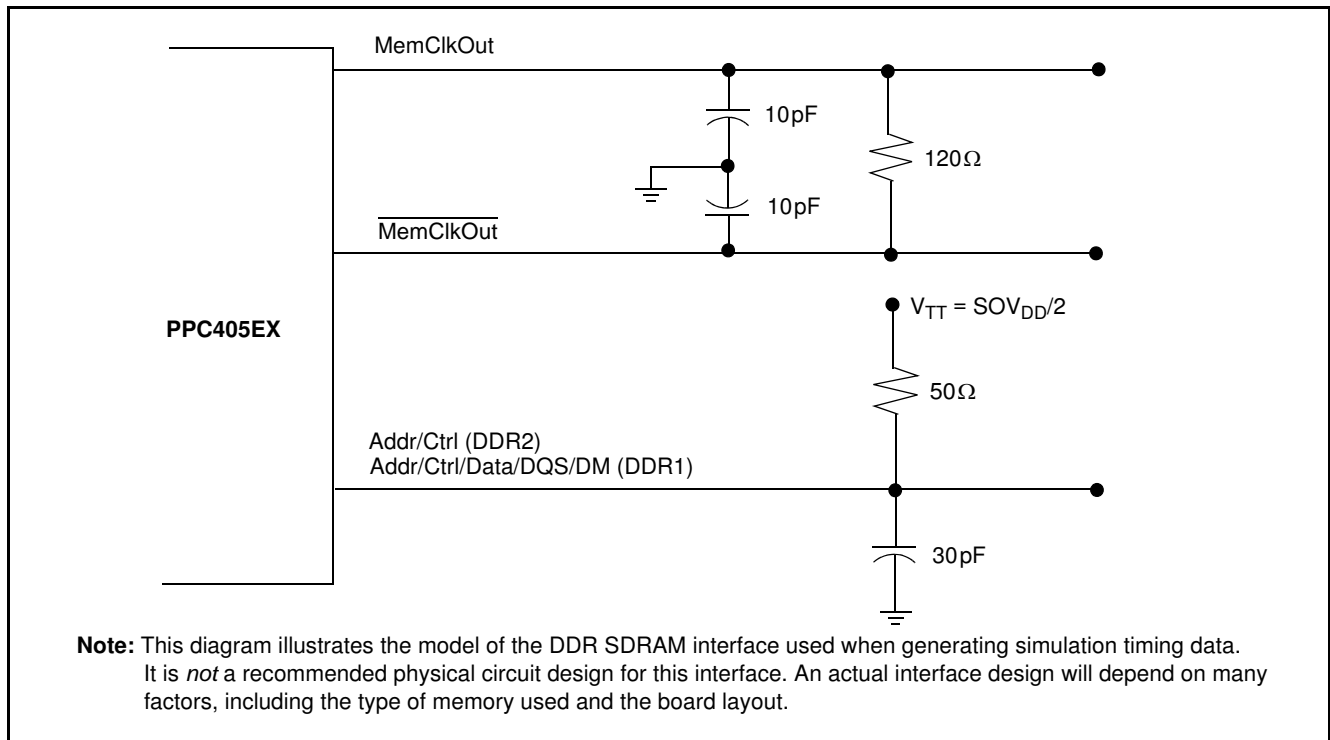 MemClkOut
10pF
120Ω
10pF
MemClkOut
V_TT = SOV_DD/2
PPC405EX
50Ω
Addr/Ctrl (DDR2)
Addr/Ctrl/Data/DQS/DM (DDR1)
30pF
Note: This diagram illustrates the model of the DDR SDRAM interface used when generating simulation timing data.
It is not a recommended physical circuit design for this interface. An actual interface design will depend on many
factors, including the type of memory used and the board layout.